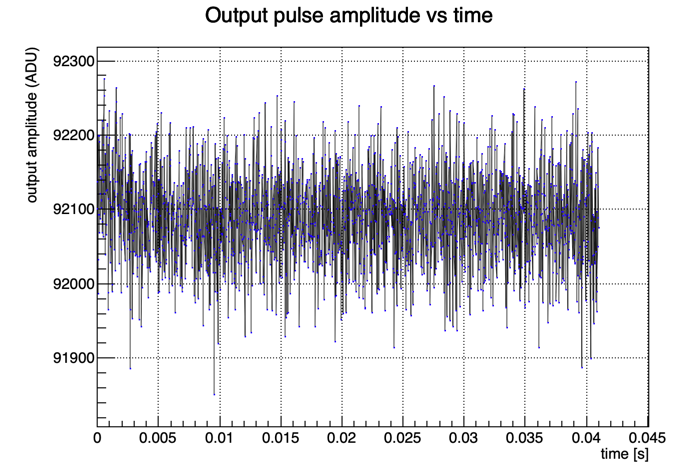 Output pulse amplitude vs time
output amplitude (ADU)
92300
92200
92100
92000
91900
0 0.005 0.01 0.015 0.02 0.025 0.03 0.035 0.04 0.045
time [s]